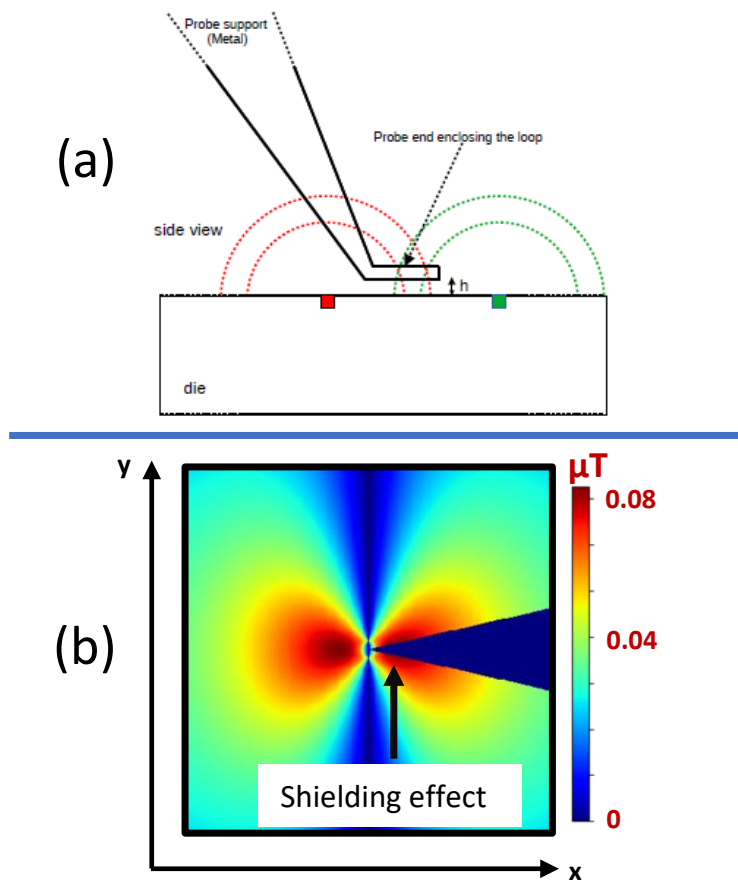 Probe support
(Metal)
(a)
Probe end enclosing the loop
side view
h
die
y
μT
0.08
(b)
0.04
Shielding effect
0
x